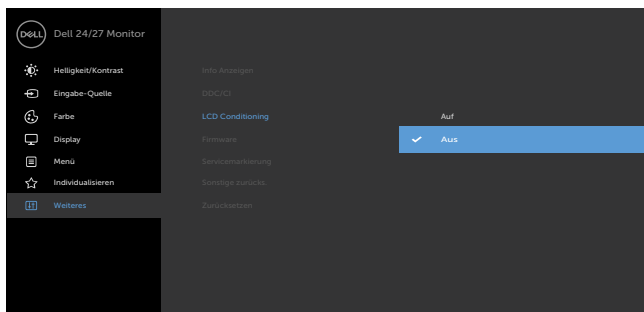 DELL Dell 24/27 Monitor
Helligkeit/Kontrast
Eingabe-Quelle
Farbe
Display
Menü
Individualisieren
Weiteres
Info Anzeigen
DDC/CI
LCD Conditioning
Firmware
Servicemarkierung
Sonstige zurücks.
Zurücksetzen
Auf
Aus